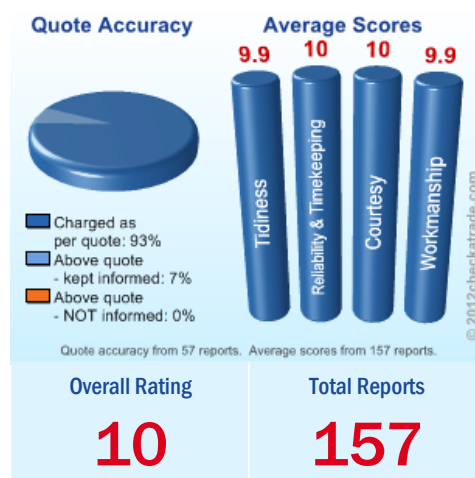 Quote Accuracy
Average Scores
9.9
10
10
9.9
Tidiness
Reliability & Timekeeping
Courtesy
Workmanship
Charged as
per quote: 93%
Above quote
- kept informed: 7%
Above quote
- NOT informed: 0%
© 2012checkatrade.com
Quote accuracy from 57 reports. Average scores from 157 reports.
Overall Rating
Total Reports
10
157